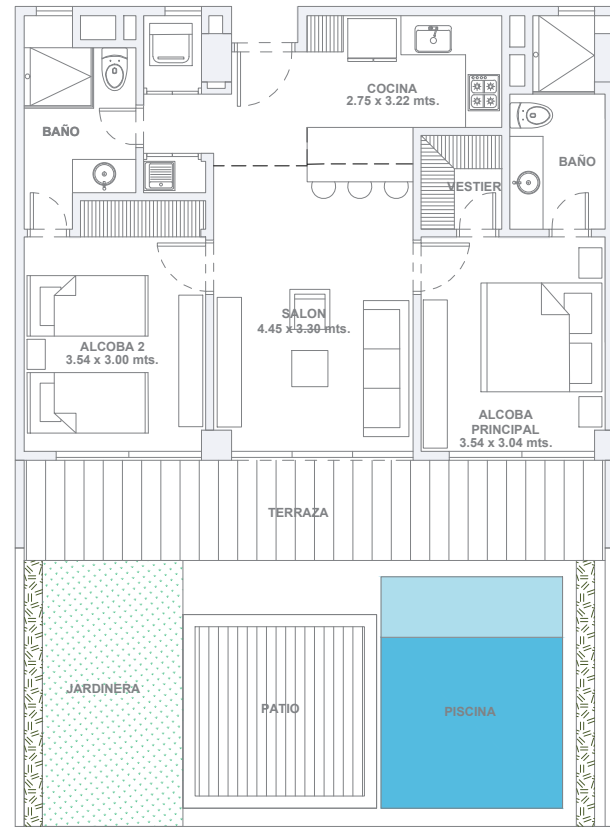 COCINA
2.75 x 3.22 mts.
BAÑO
BAÑO
VESTIER
SALON
4.45 x 3.30 mts.
ALCOBA 2
3.54 x 3.00 mts.
ALCOBA
PRINCIPAL
3.54 x 3.04 mts.
TERRAZA
JARDINERA
PATIO
PISCINA